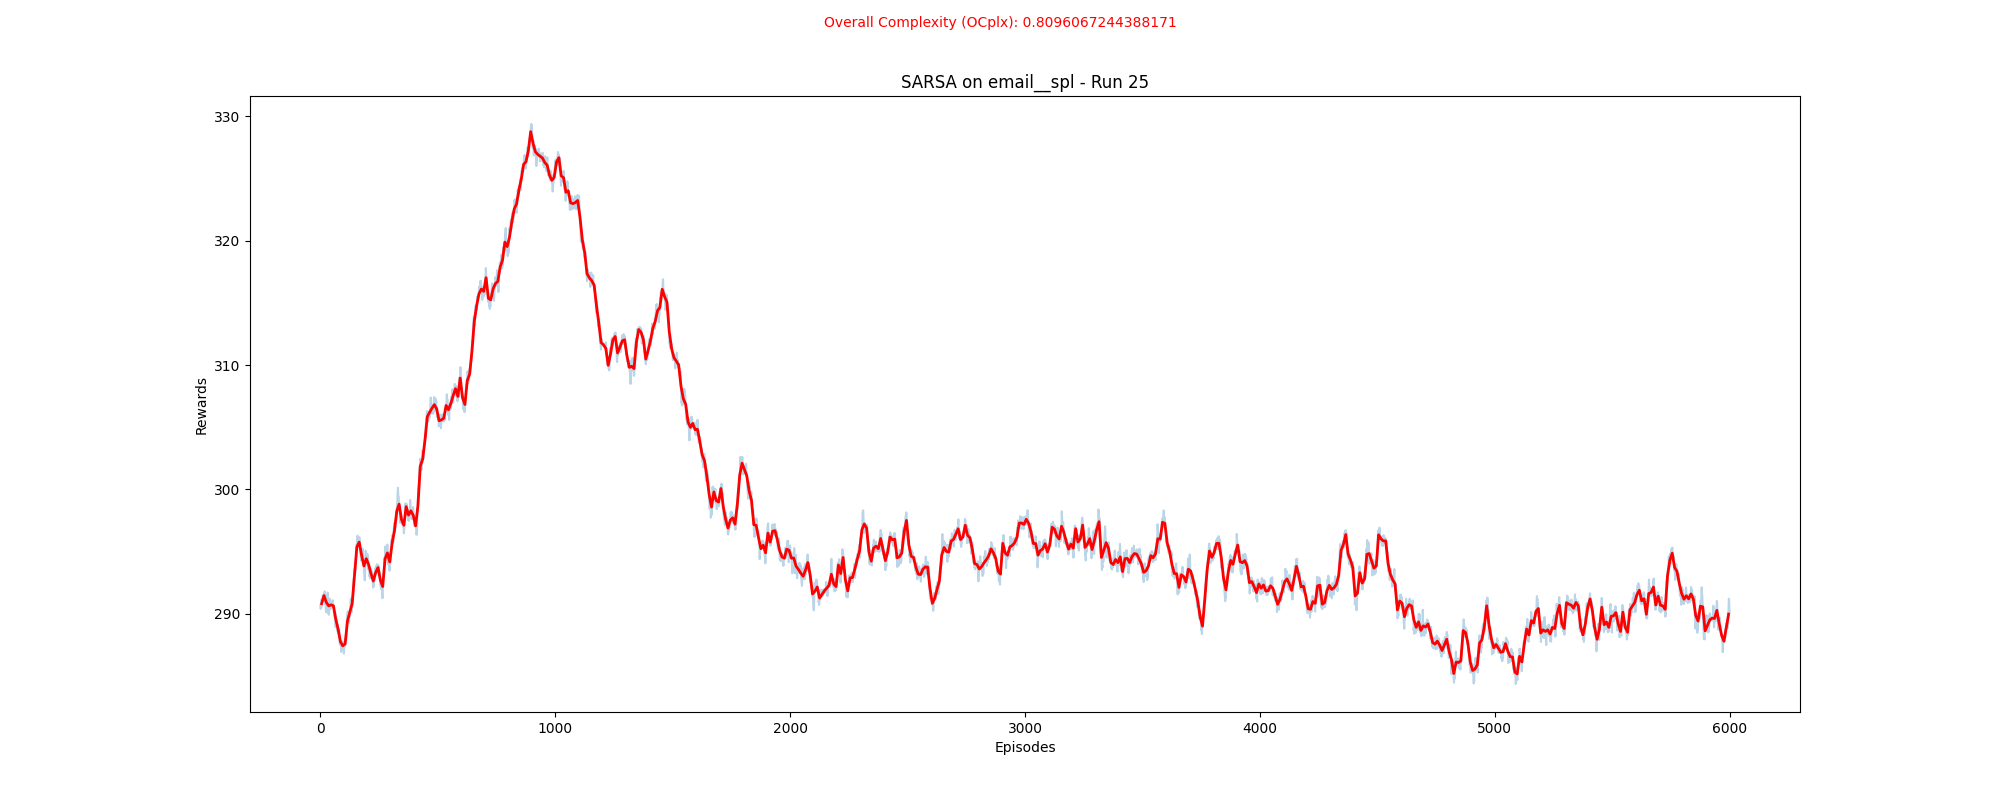 Overall Complexity (OCplx): 0.8096067244388171
SARSA on email__spl - Run 25
330
320
310
300
290
Rewards
0 1000 2000 3000 4000 5000 6000
Episodes